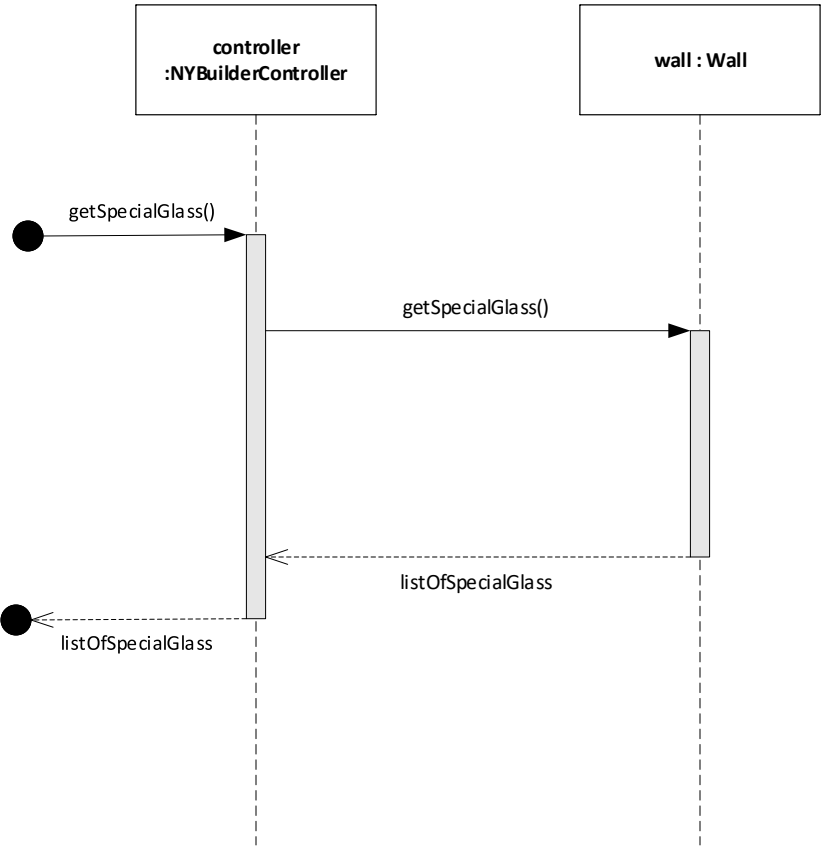 controller
:NYBuilderController
wall : Wall
getSpecialGlass()
getSpecialGlass()
listOfSpecialGlass
listOfSpecialGlass